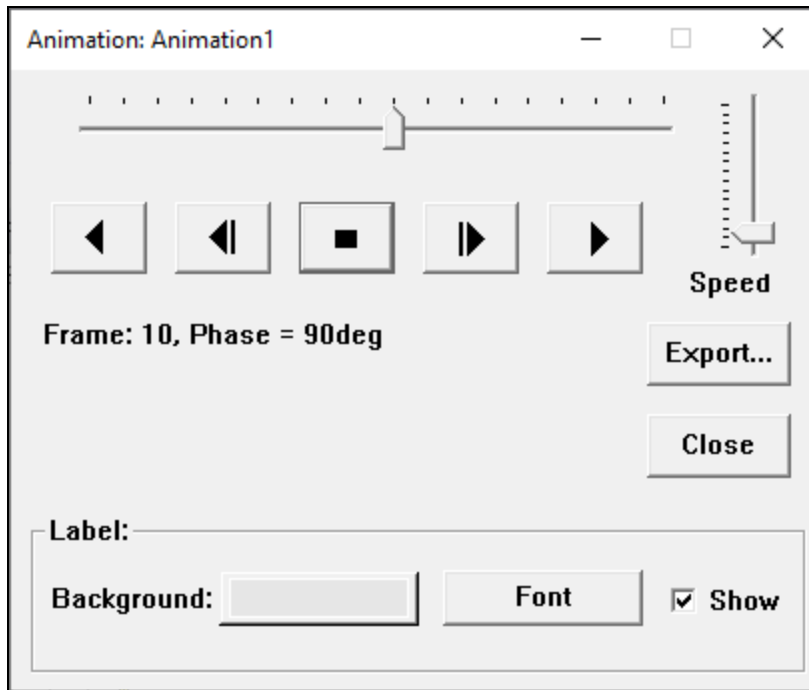 Animation: Animation1
Speed
Frame: 10, Phase = 90deg
Export...
Close
Label:
Background:
Font
Show